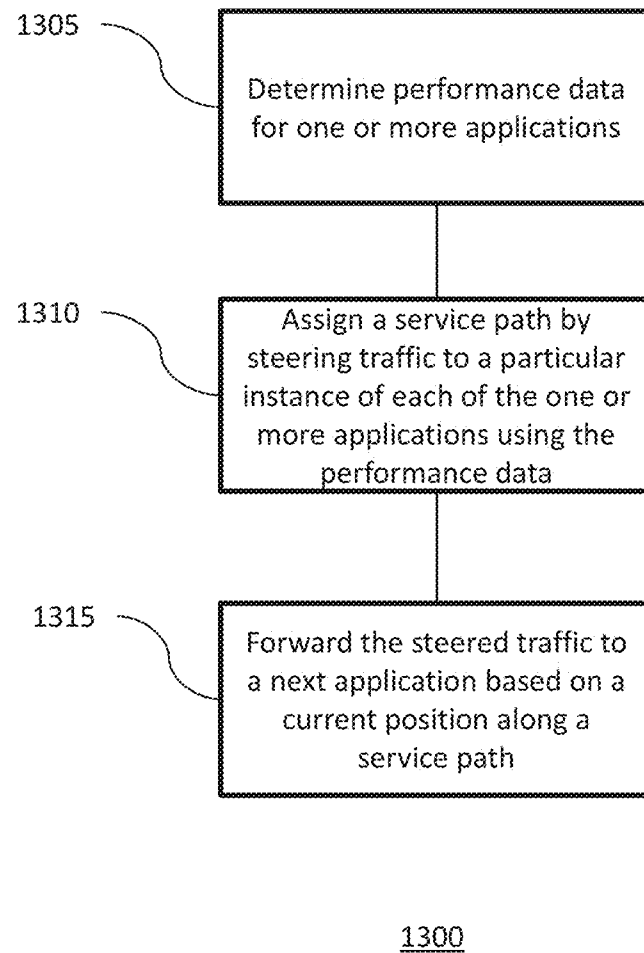 1305
Determine performance data
for one or more applications
1310
Assign a service path by
steering traffic to a particular
instance of each of the one or
more applications using the
performance data
1315
Forward the steered traffic to
a next application based on a
current position along a
service path
1300